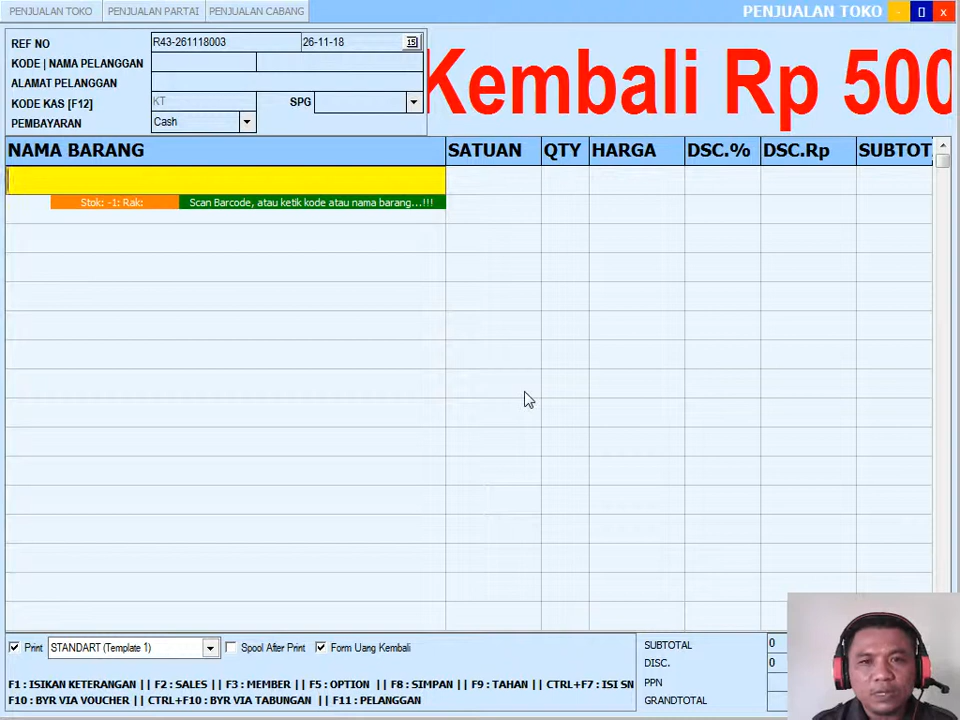 PENJUALAN TOKO PENJUALAN PARTAI PENJUALAN CABANG PENJUALAN TOKO - x
REF NO R43-261118003 26-11-18 15
KODE | NAMA PELANGGAN
ALAMAT PELANGGAN
KODE KAS [F12] KT SPG
PEMBAYARAN Cash
Kembali Rp 500
NAMA BARANG SATUAN QTY HARGA DSC.% DSC.Rp SUBTOT
Stok: -1: Rak: Scan Barcode, atau ketik kode atau nama barang...!!!
Print STANDART (Template 1) Spool After Print Form Uang Kembali
F1 : ISIKAN KETERANGAN || F2 : SALES || F3 : MEMBER || F5 : OPTION || F8 : SIMPAN || F9 : TAHAN || CTRL+F7 : ISI SN
F10 : BYR VIA VOUCHER || CTRL+F10 : BYR VIA TABUNGAN || F11 : PELANGGAN
SUBTOTAL 0
DISC. 0
PPN
GRANDTOTAL